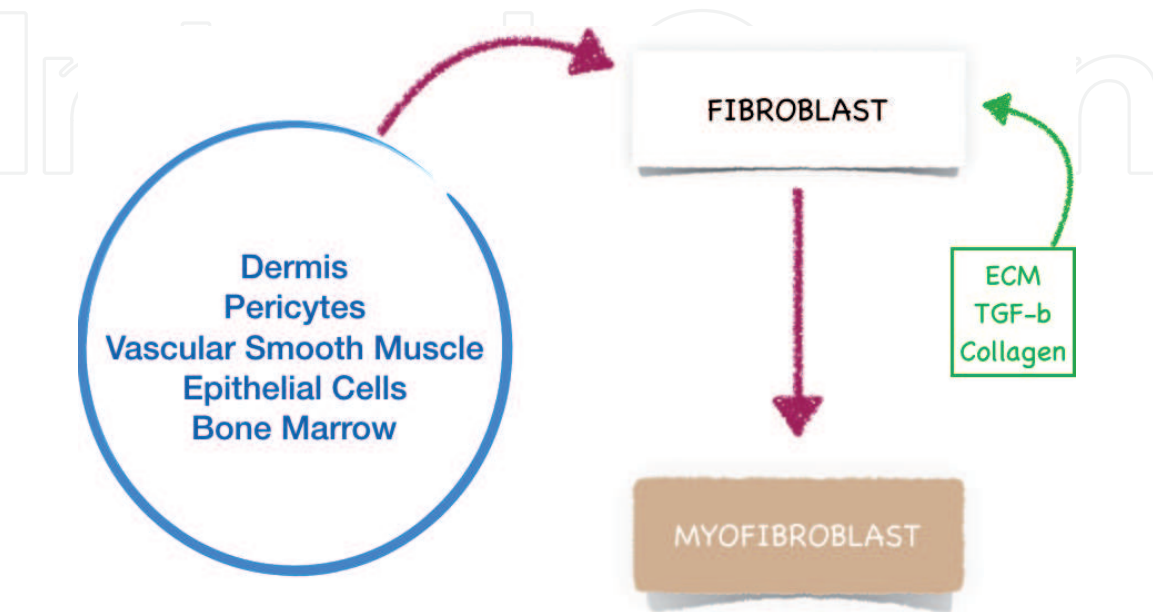 FIBROBLAST
Dermis
Pericytes
Vascular Smooth Muscle
Epithelial Cells
Bone Marrow
ECM
TGF-b
Collagen
MYOFIBROBLAST